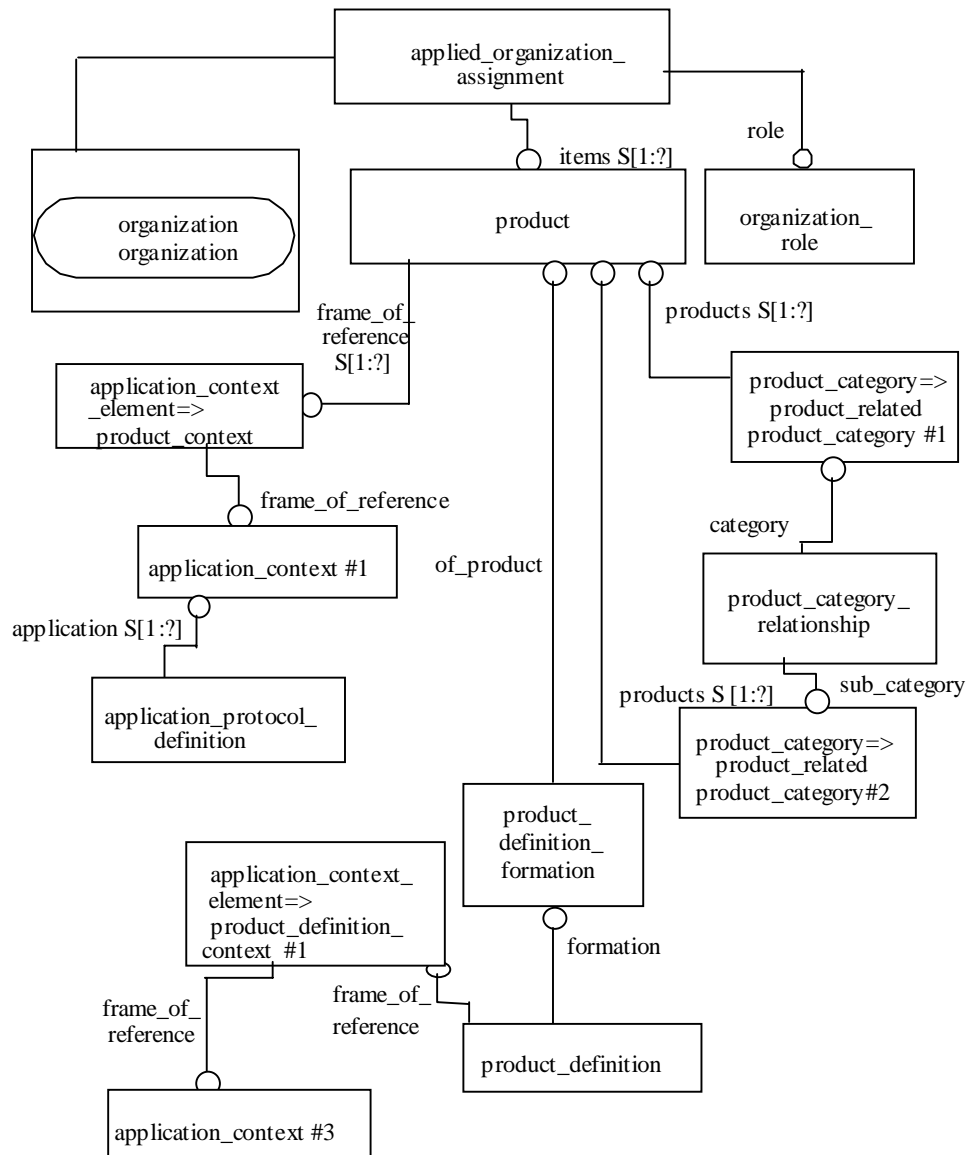 applied_organization_
assignment
role
items S[1:?]
organization
organization
product
organization_
role
frame_of_
reference
S[1:?]
products S[1:?]
application_context
_element=>
product_context
product_category=>
product_related
product_category #1
frame_of_reference
category
of_product
application_context #1
product_category_
relationship
application S[1:?]
sub_category
products S [1:?]
application_protocol_
definition
product_category=>
product_related
product_category#2
product_
definition_
formation
application_context_
element=>
product_definition_
context #1
formation
frame_of_
reference
frame_of_
reference
product_definition
application_context #3